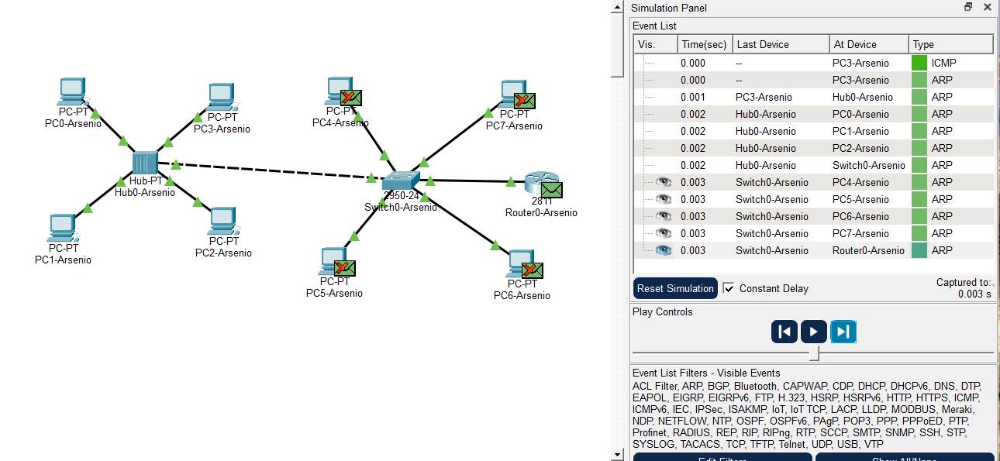 PC-PT
PC0-Arsenio
PC-PT
PC3-Arsenio
Hub-PT
Hub0-Arsenio
PC-PT
PC1-Arsenio
PC-PT
PC2-Arsenio
PC-PT
PC4-Arsenio
PC-PT
PC7-Arsenio
2950-24
Switch0-Arsenio
2811
Router0-Arsenio
PC-PT
PC5-Arsenio
PC-PT
PC6-Arsenio
Simulation Panel
Event List
Vis. Time(sec) Last Device At Device Type
0.000 -- PC3-Arsenio ICMP
0.000 -- PC3-Arsenio ARP
0.001 PC3-Arsenio Hub0-Arsenio ARP
0.002 Hub0-Arsenio PC0-Arsenio ARP
0.002 Hub0-Arsenio PC1-Arsenio ARP
0.002 Hub0-Arsenio PC2-Arsenio ARP
0.002 Hub0-Arsenio Switch0-Arsenio ARP
0.003 Switch0-Arsenio PC4-Arsenio ARP
0.003 Switch0-Arsenio PC5-Arsenio ARP
0.003 Switch0-Arsenio PC6-Arsenio ARP
0.003 Switch0-Arsenio PC7-Arsenio ARP
0.003 Switch0-Arsenio Router0-Arsenio ARP
Reset Simulation Constant Delay
Captured to:
0.003 s
Play Controls
Event List Filters - Visible Events
ACL Filter, ARP, BGP, Bluetooth, CAPWAP, CDP, DHCP, DHCPv6, DNS, DTP,
EAPOL, EIGRP, EIGRPv6, FTP, H.323, HSRP, HSRPv6, HTTP, HTTPS, ICMP,
ICMPv6, IEC, IPSec, ISAKMP, IoT, IoT TCP, LACP, LLDP, MODBUS, Meraki,
NDP, NETFLOW, NTP, OSPF, OSPFv6, PAgP, POP3, PPP, PPPoED, PTP,
Profinet, RADIUS, REP, RIP, RIPng, RTP, SCCP, SMTP, SNMP, SSH, STP,
SYSLOG, TACACS, TCP, TFTP, Telnet, UDP, USB, VTP
Edit Filters Show All/None